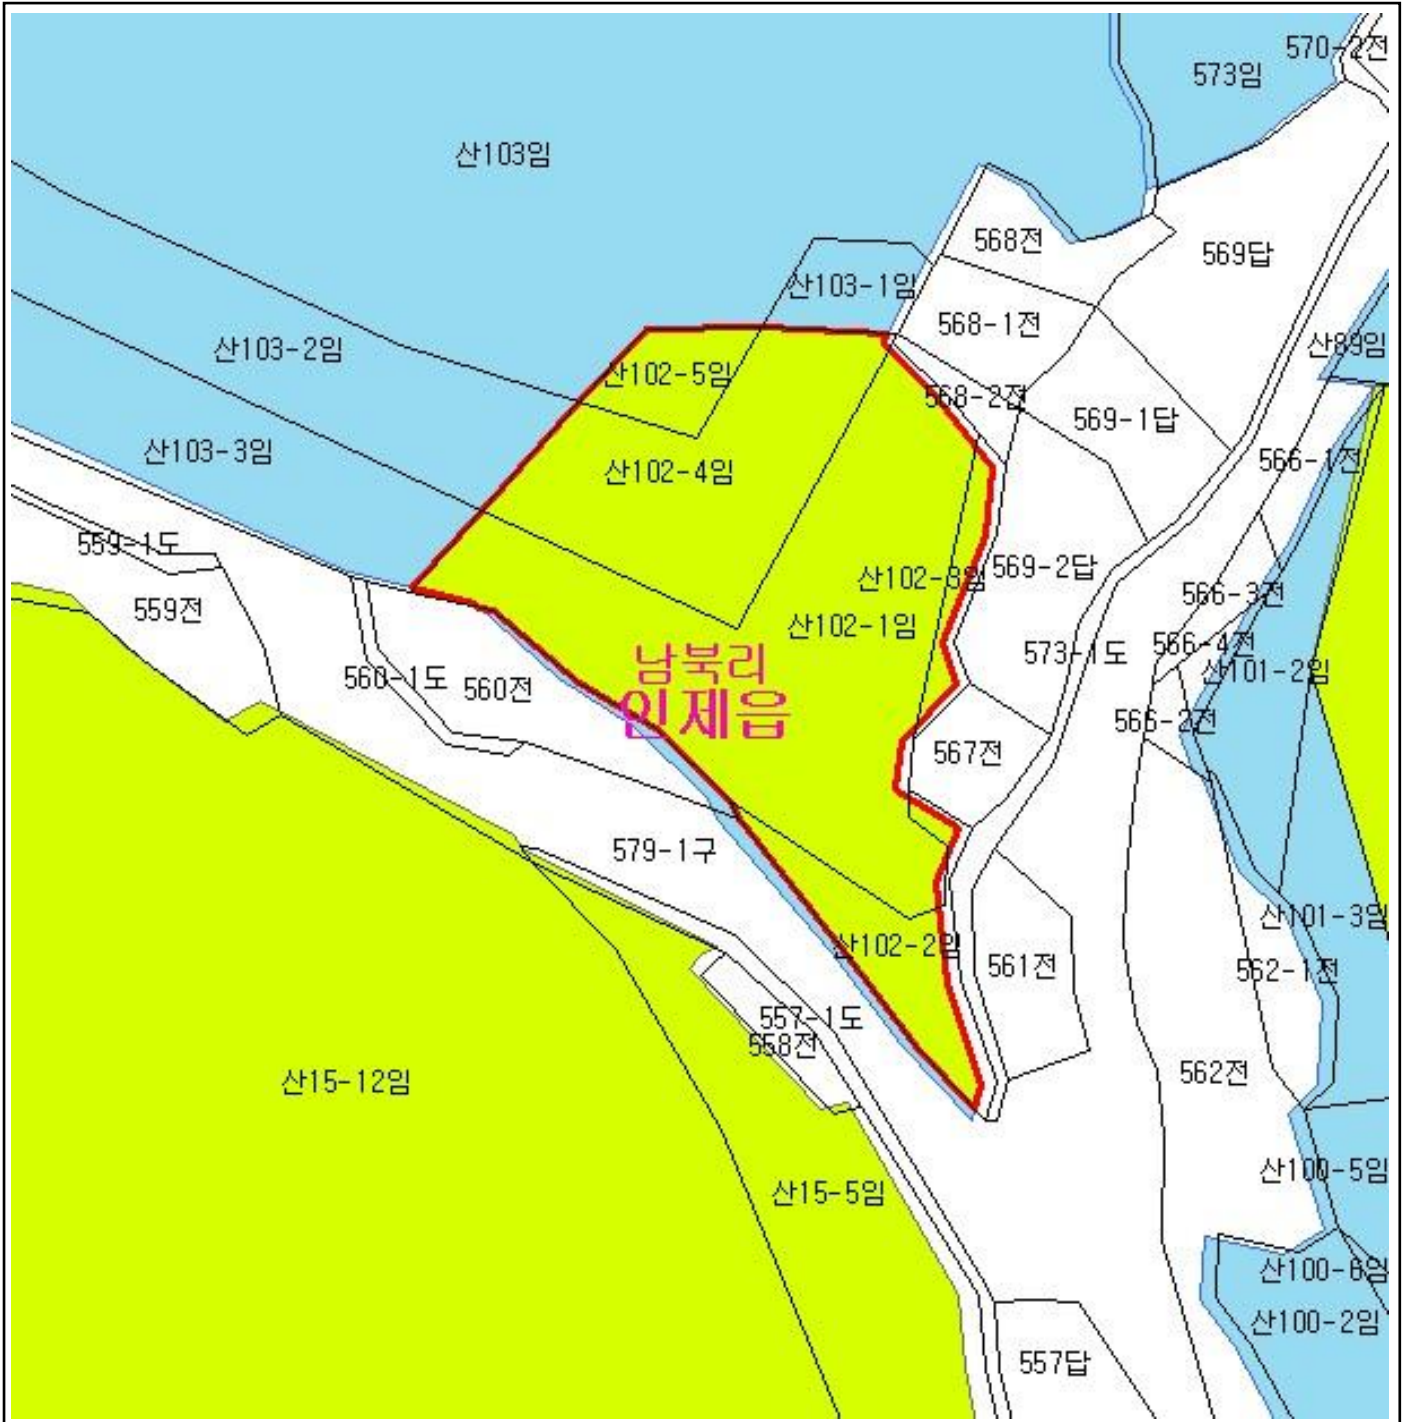 570-2전
573임
산103임
568전
569답
산103-1임
568-1전
산89임
산103-2임
산102-5임
568-2전
569-1답
산103-3임
산102-4임
566-1전
559-1도
569-2답
산102-3임
566-3전
559전
산102-1임
566-4전
573-1도
남북리
산101-2임
560-1도
560전
인제읍
566-2전
567전
579-1구
산101-3임
산102-2임
561전
562-1전
557-1도
558전
562전
산15-12임
산100-5임
산15-5임
산100-6임
산100-2임
557답